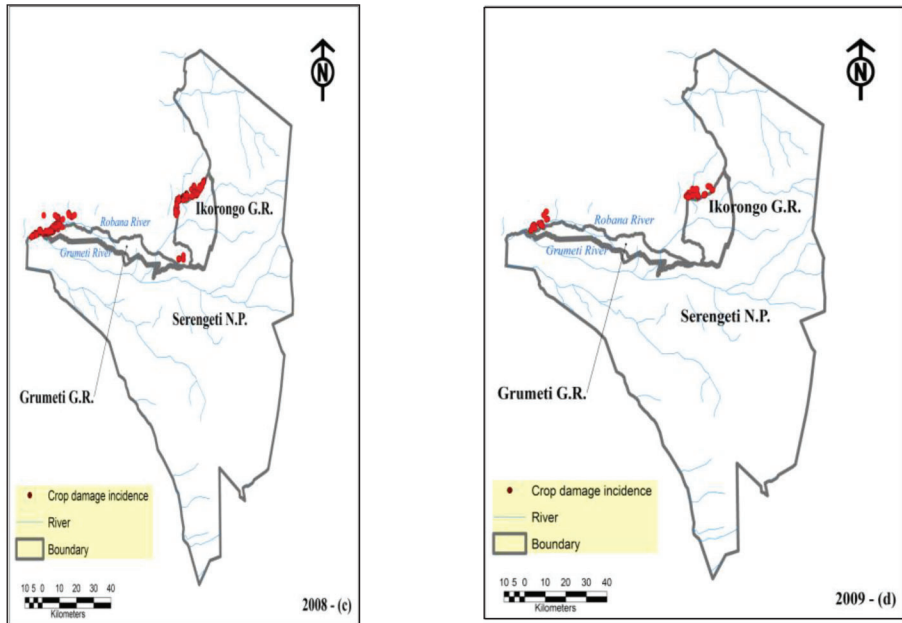 N
Ikorongo G.R.
Robana River
Grumeti River
Serengeti N.P.
Grumeti G.R.
Crop damage incidence
River
Boundary
10 5 0 10 20 30 40
Kilometers
2008 - (c)
N
Ikorongo G.R.
Robana River
Grumeti River
Serengeti N.P.
Grumeti G.R.
Crop damage incidence
River
Boundary
10 5 0 10 20 30 40
Kilometers
2009 - (d)